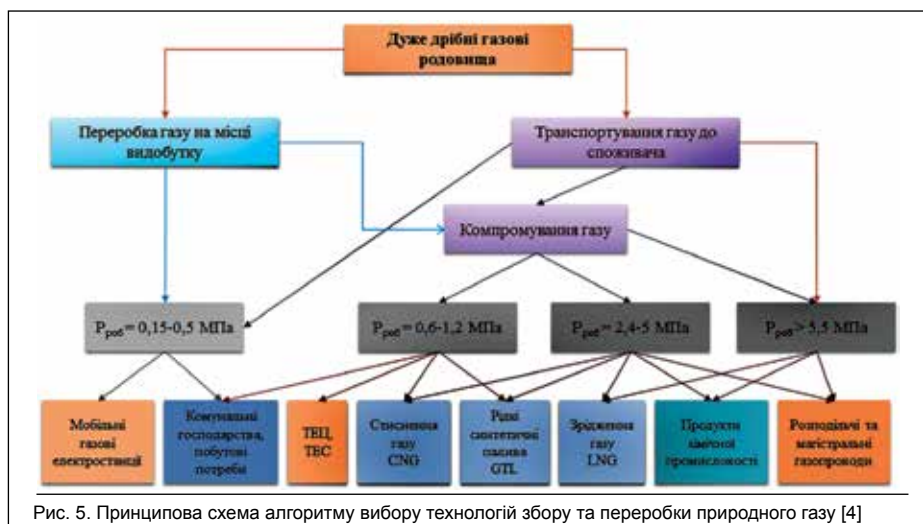 Дуже дрібні газові
родовища
Переробка газу на місці
видобутку
Транспортування газу до
споживача
Компромування газу
Pроб = 0,15-0,5 МПа
Pроб = 0,6-1,2 МПа
Pроб = 2,4-5 МПа
Pроб > 5,5 МПа
Мобільні
газові
електростанції
Комунальні
господарства,
побутові
потреби
ТЕЦ,
ТЕС
Стиснення
газу
CNG
Рідкі
синтетичні
палива
GTL
Зрідження
газу
LNG
Продукти
хімічної
промисловості
Розподільчі та
магістральні
газопроводи
Рис. 5. Принципова схема алгоритму вибору технологій збору та переробки природного газу [4]